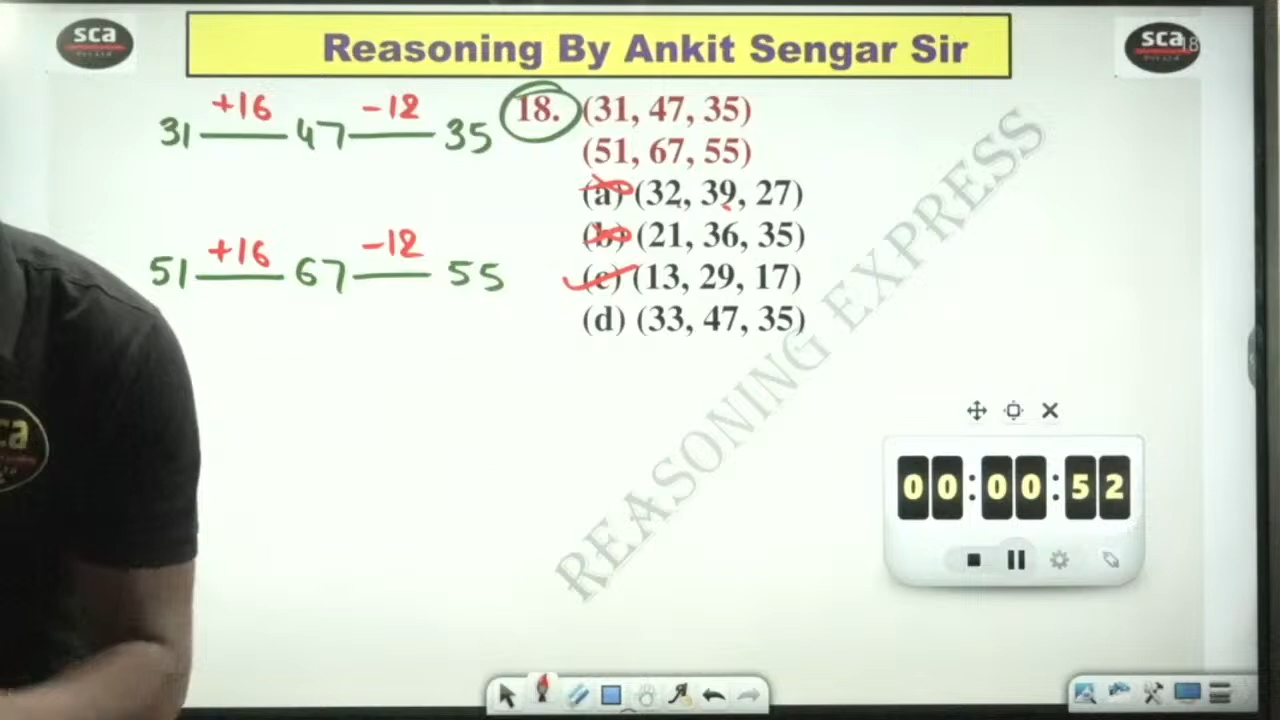 sca
Reasoning By Ankit Sengar Sir
sca
18
31 +16 47 -12 35
51 +16 67 -12 55
18. (31, 47, 35)
(51, 67, 55)
(a) (32, 39, 27)
(b) (21, 36, 35)
(c) (13, 29, 17)
(d) (33, 47, 35)
REASONING EXPRESS
00:00:52
ca